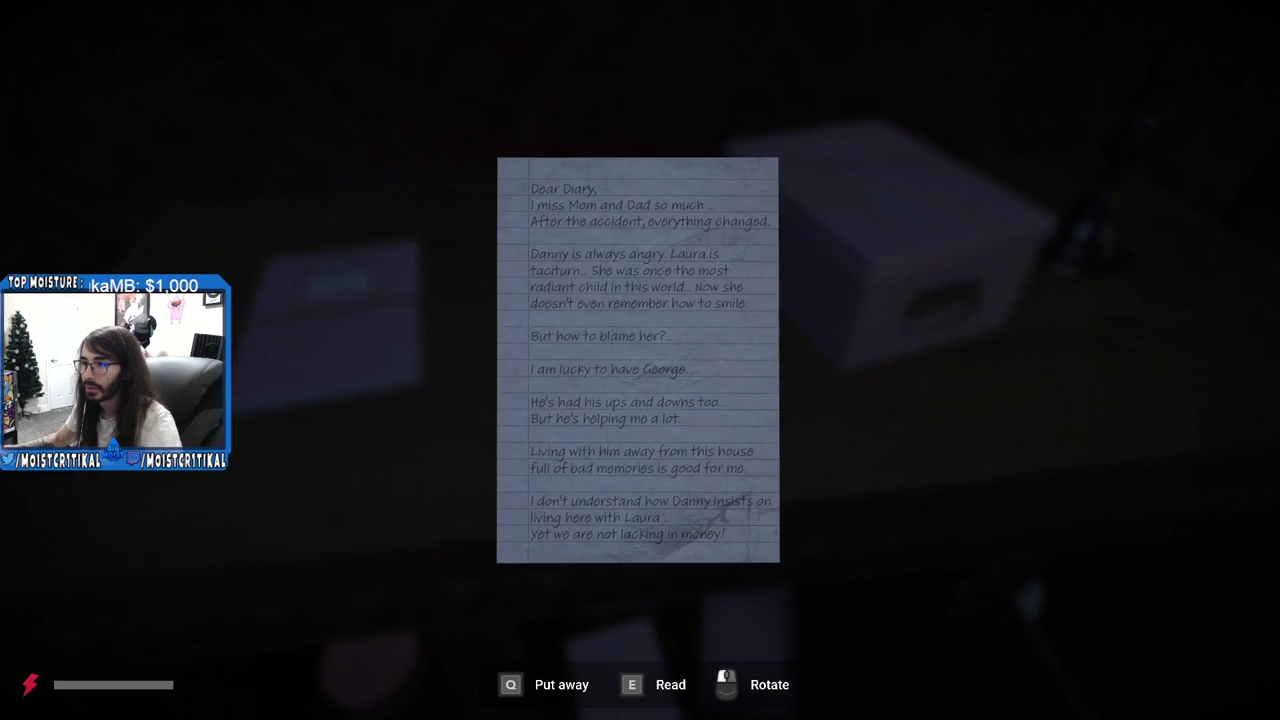 Dear Diary,
I miss Mom and Dad so much ...
After the accident, everything changed.
Danny is always angry. Laura is
taciturn... She was once the most
radiant child in this world... Now she
doesn't even remember how to smile.
But how to blame her?...
I am lucky to have George...
He's had his ups and downs too...
But he's helping me a lot.
Living with him away from this house
full of bad memories is good for me.
I don't understand how Danny insists on
living here with Laura ...
Yet we are not lacking in money!
TOP MOISTURE: kaMB: $1,000
BIG MOIST
/MOISTCR1TIKAL /MOISTCR1TIKAL
Q Put away E Read Rotate